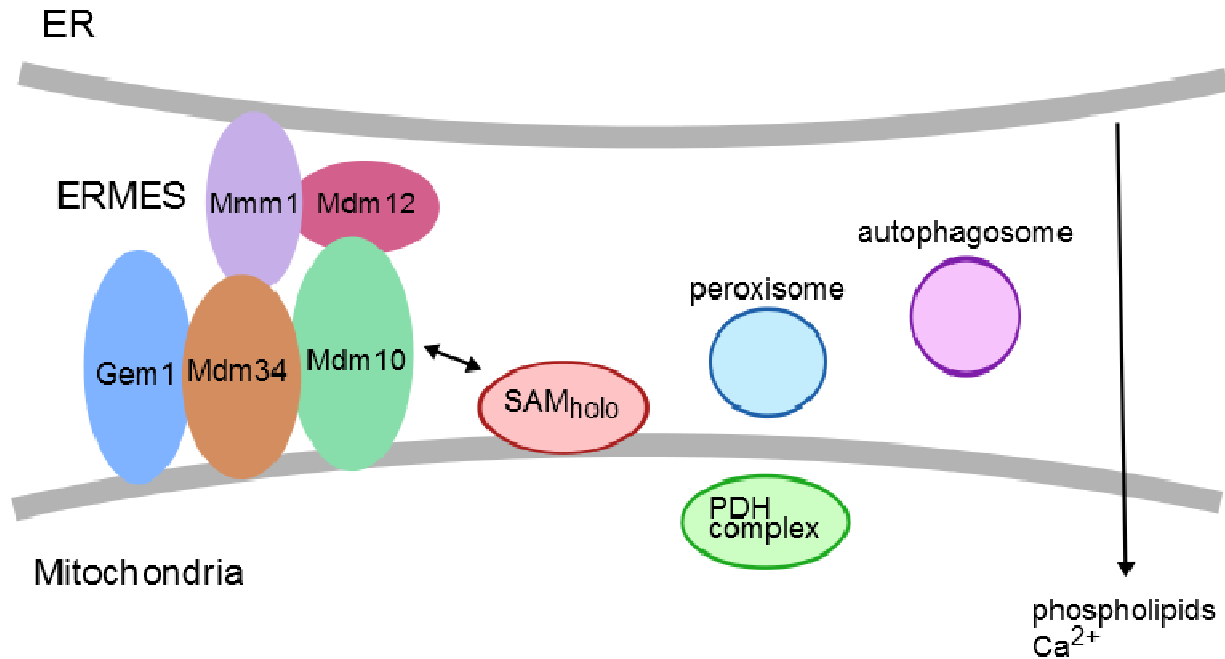 ER
ERMES
Mmm1
Mdm12
autophagosome
peroxisome
Gem1
Mdm34
Mdm10
SAMholo
PDH
complex
Mitochondria
phospholipids
Ca2+